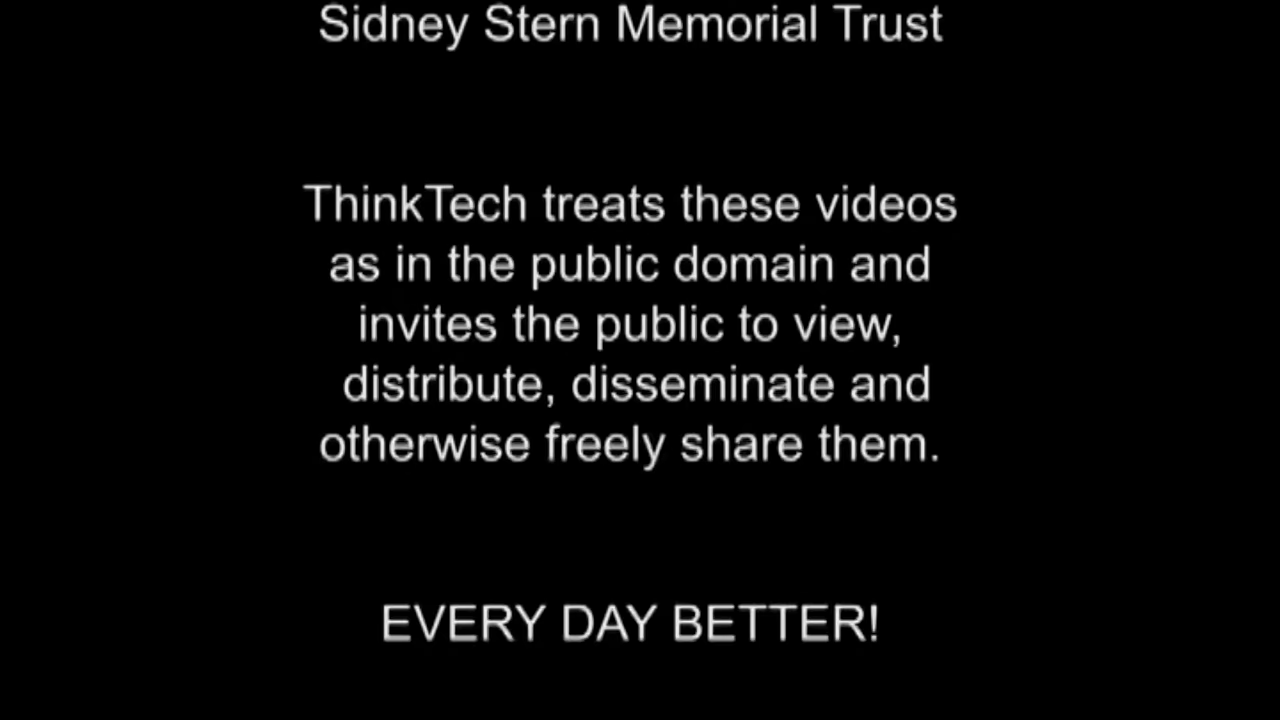 Sidney Stern Memorial Trust
ThinkTech treats these videos
as in the public domain and
invites the public to view,
distribute, disseminate and
otherwise freely share them.
EVERY DAY BETTER!